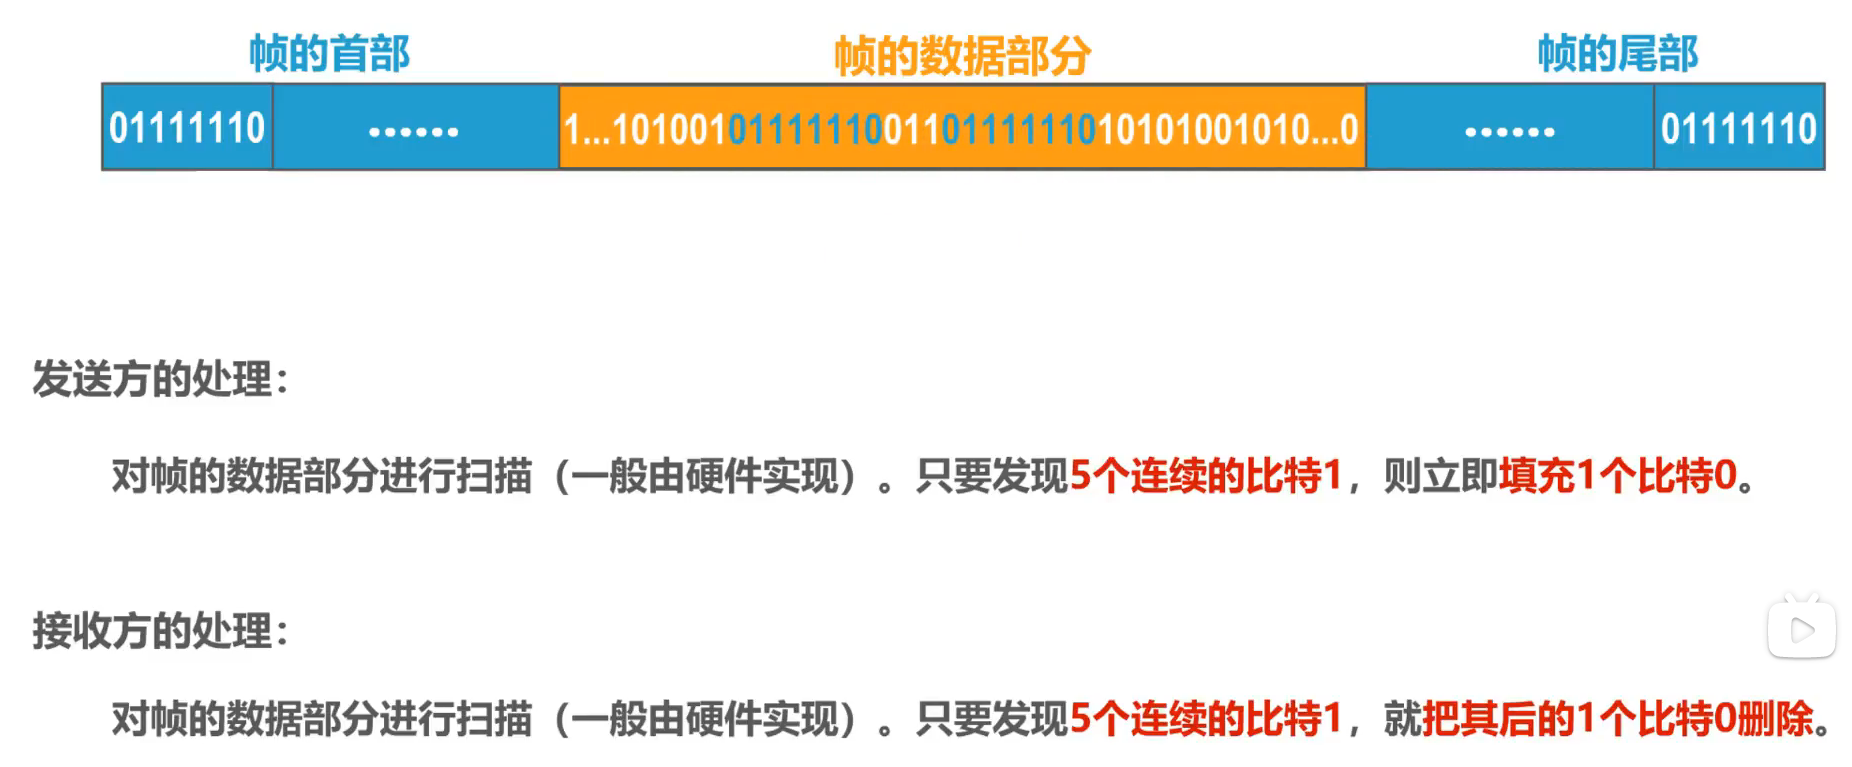 帧的首部 帧的数据部分 帧的尾部
01111110 …… 1...101001011111100110111111010101001010...0 …… 01111110
发送方的处理：
对帧的数据部分进行扫描（一般由硬件实现）。只要发现5个连续的比特1，则立即填充1个比特0。
接收方的处理：
对帧的数据部分进行扫描（一般由硬件实现）。只要发现5个连续的比特1，就把其后的1个比特0删除。